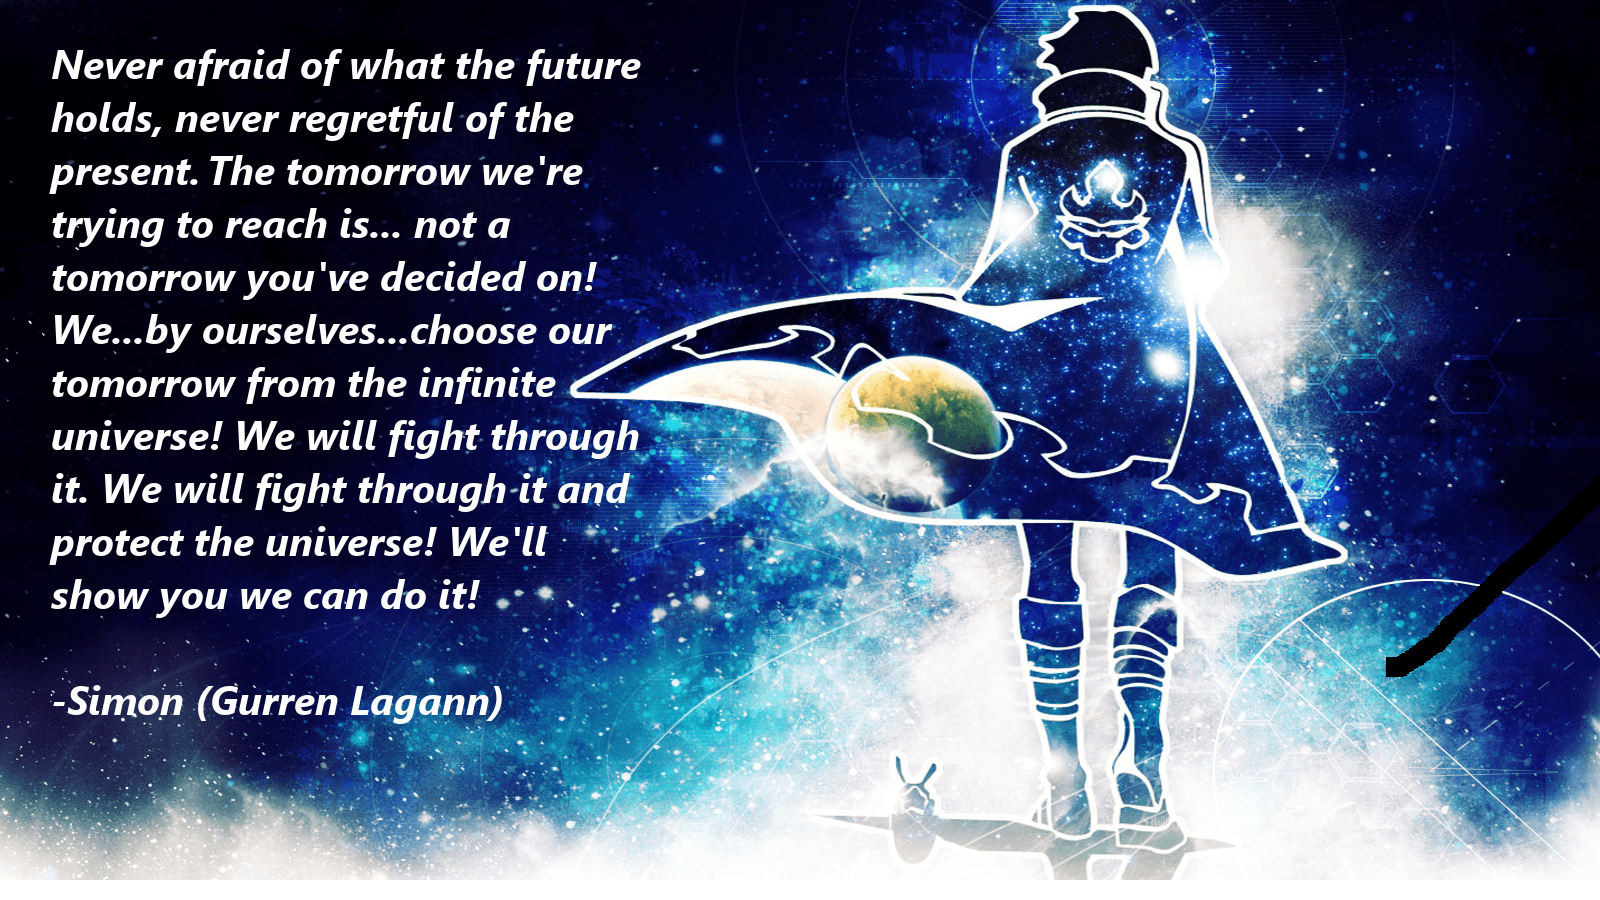 Never afraid of what the future
holds, never regretful of the
present. The tomorrow we're
trying to reach is... not a
tomorrow you've decided on!
We...by ourselves...choose our
tomorrow from the infinite
universe! We will fight through
it. We will fight through it and
protect the universe! We'll
show you we can do it!
-Simon (Gurren Lagann)